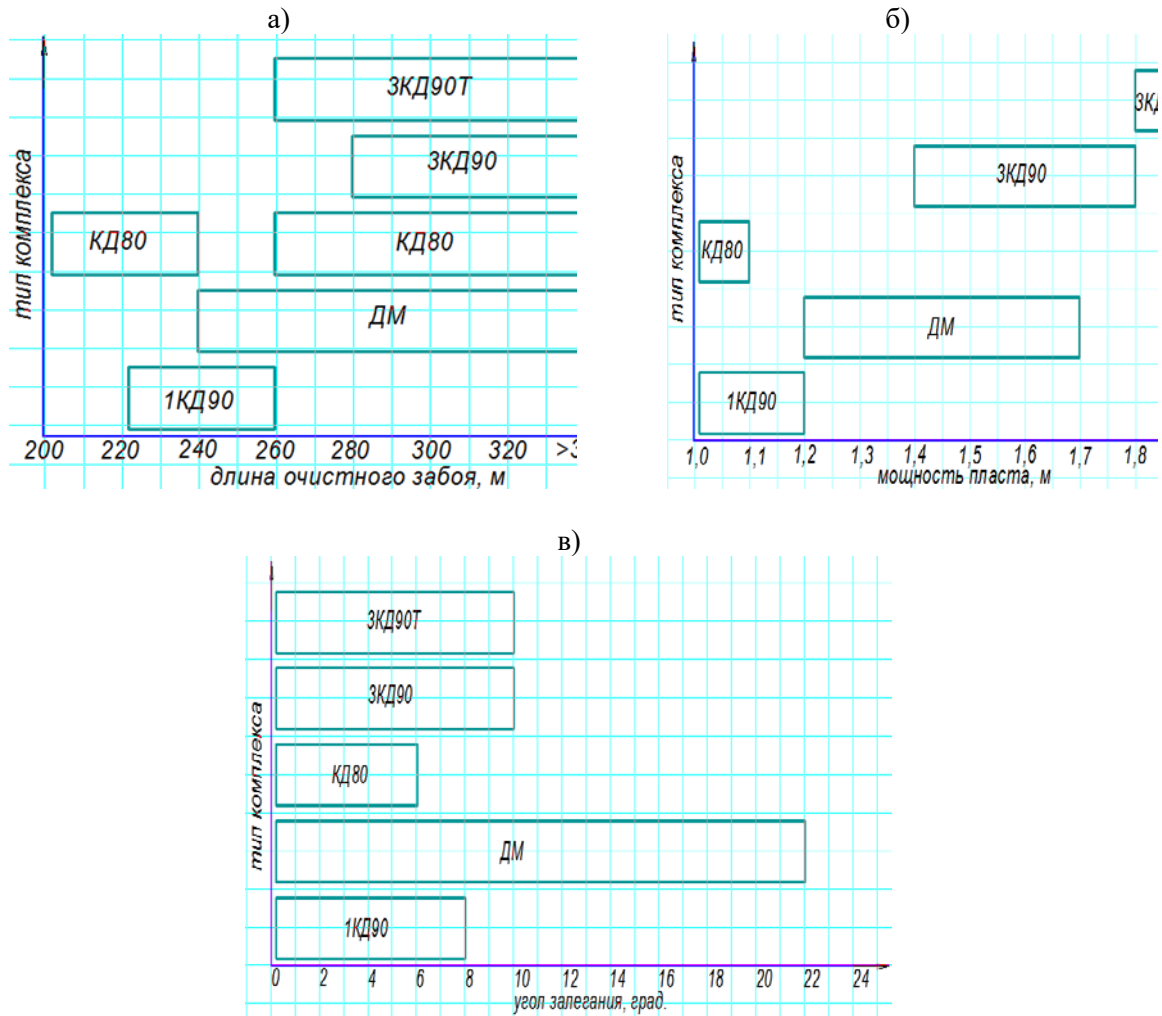 а)
б)
тип комплекса
3КД90Т
3КД90
КД80
КД80
ДМ
1КД90
200 220 240 260 280 300 320 >3
длина очистного забоя, м
тип комплекса
3КД
3КД90
КД80
ДМ
1КД90
1,0 1,1 1,2 1,3 1,4 1,5 1,6 1,7 1,8
мощность пласта, м
в)
тип комплекса
3КД90Т
3КД90
КД80
ДМ
1КД90
0 2 4 6 8 10 12 14 16 18 20 22 24
угол залегания, град.